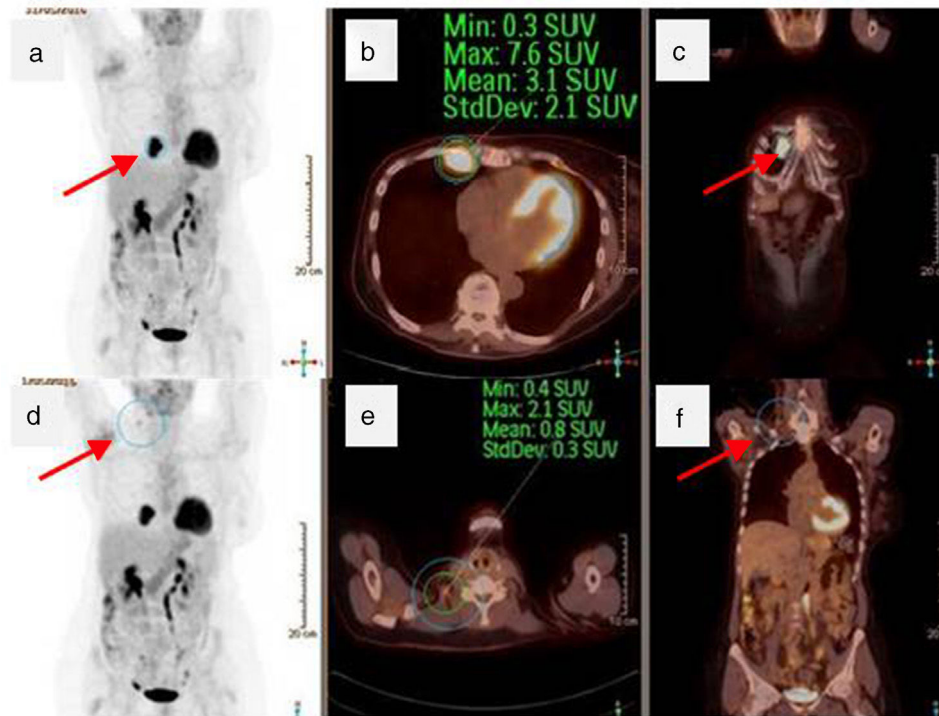 a
b
c
Min: 0.3 SUV
Max: 7.6 SUV
Mean: 3.1 SUV
StdDev: 2.1 SUV
20 cm
10 cm
20
d
e
f
Min: 0.4 SUV
Max: 2.1 SUV
Mean: 0.8 SUV
StdDev: 0.3 SUV
20 cm
10 cm
20